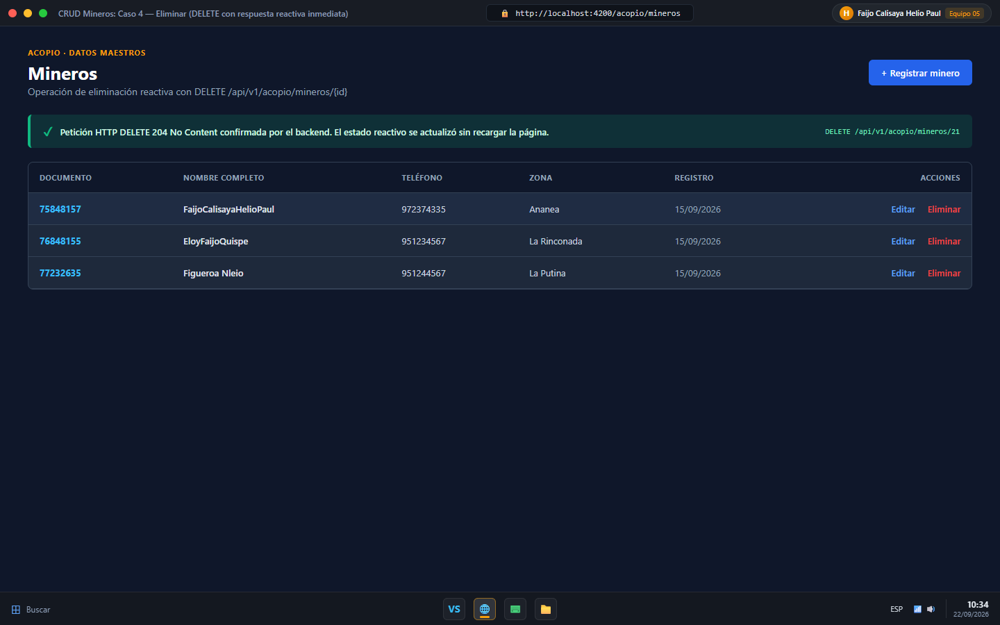 CRUD Mineros: Caso 4 — Eliminar (DELETE con respuesta reactiva inmediata)
http://localhost:4200/acopio/mineros
H Faijo Calisaya Helio Paul Equipo 05
ACOPIO · DATOS MAESTROS
Mineros
Operación de eliminación reactiva con DELETE /api/v1/acopio/mineros/{id}
+ Registrar minero
✓ Petición HTTP DELETE 204 No Content confirmada por el backend. El estado reactivo se actualizó sin recargar la página.
DELETE /api/v1/acopio/mineros/21
DOCUMENTO NOMBRE COMPLETO TELÉFONO ZONA REGISTRO ACCIONES
75848157 FaijoCalisayaHelioPaul 972374335 Ananea 15/09/2026 Editar Eliminar
76848155 EloyFaijoQuispe 951234567 La Rinconada 15/09/2026 Editar Eliminar
77232635 Figueroa Nleio 951244567 La Putina 15/09/2026 Editar Eliminar
Buscar
VS
ESP
10:34
22/09/2026